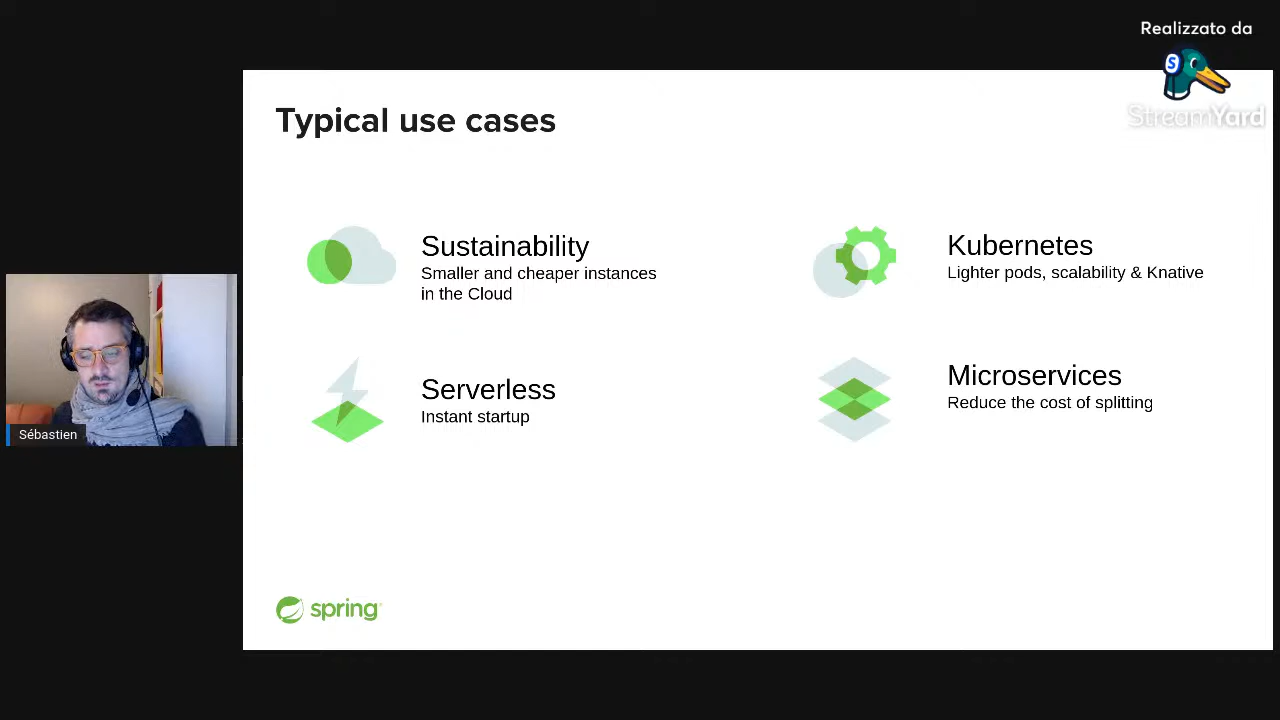 Realizzato da
StreamYard
Typical use cases
Sustainability
Smaller and cheaper instances
in the Cloud
Kubernetes
Lighter pods, scalability & Knative
Serverless
Instant startup
Microservices
Reduce the cost of splitting
Sébastien
spring